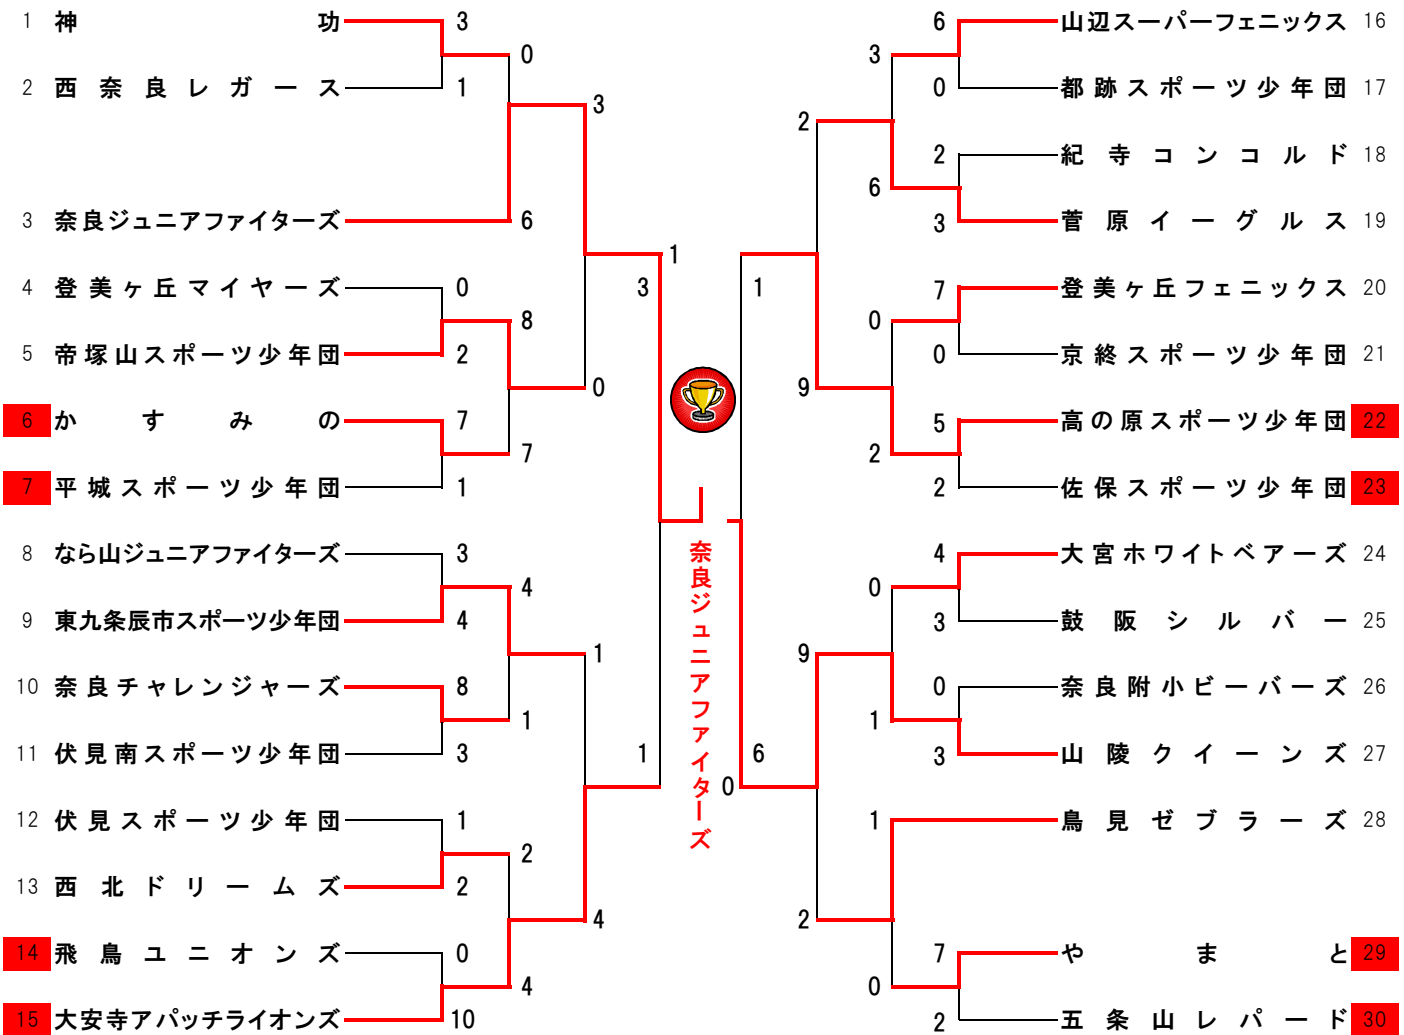 1 神功 3
0
2 西奈良レガース 1
3
3 奈良ジュニアファイターズ 6
1
4 登美ヶ丘マイヤーズ 0
3
8
5 帝塚山スポーツ少年団 2
0
6 かすみの 7
7
7 平城スポーツ少年団 1
8 なら山ジュニアファイターズ 3
4
9 東九条辰市スポーツ少年団 4
1
10 奈良チャレンジャーズ 8
1
11 伏見南スポーツ少年団 3
1
12 伏見スポーツ少年団 1
2
13 西北ドリームズ 2
4
14 飛鳥ユニオンズ 0
4
15 大安寺アパッチライオンズ 10
奈良ジュニアファイターズ
6 山辺スーパーフェニックス 16
3
0 都跡スポーツ少年団 17
2
2 紀寺コンコルド 18
6
3 菅原イーグルス 19
1
7 登美ヶ丘フェニックス 20
0
0 京終スポーツ少年団 21
9
5 高の原スポーツ少年団 22
2
2 佐保スポーツ少年団 23
4 大宮ホワイトベアーズ 24
0
3 鼓阪シルバー 25
9
0 奈良附小ビーバーズ 26
1
3 山陵クイーンズ 27
6
0
1 鳥見ゼブラーズ 28
2
7 やまと 29
0
2 五条山レパード 30